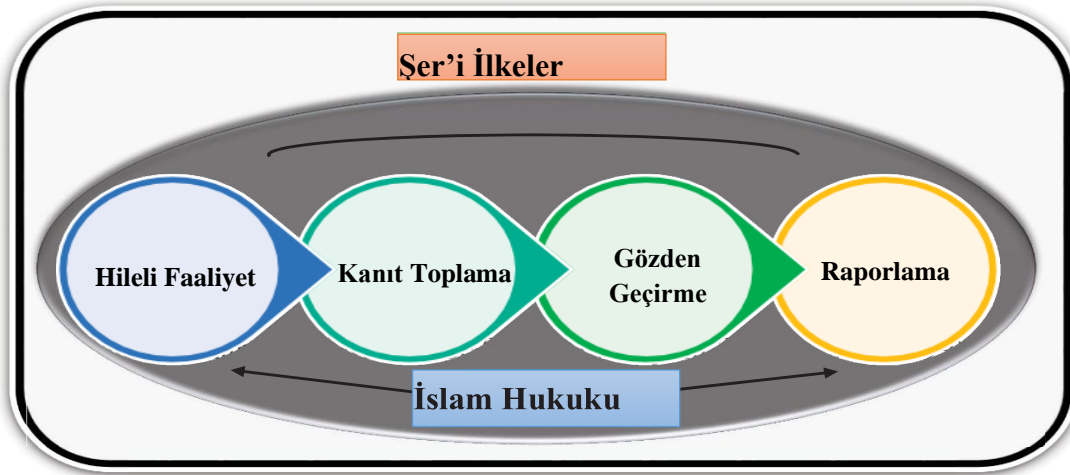 Şer'i İlkeler
Hileli Faaliyet
Kanıt Toplama
Gözden
Geçirme
Raporlama
İslam Hukuku